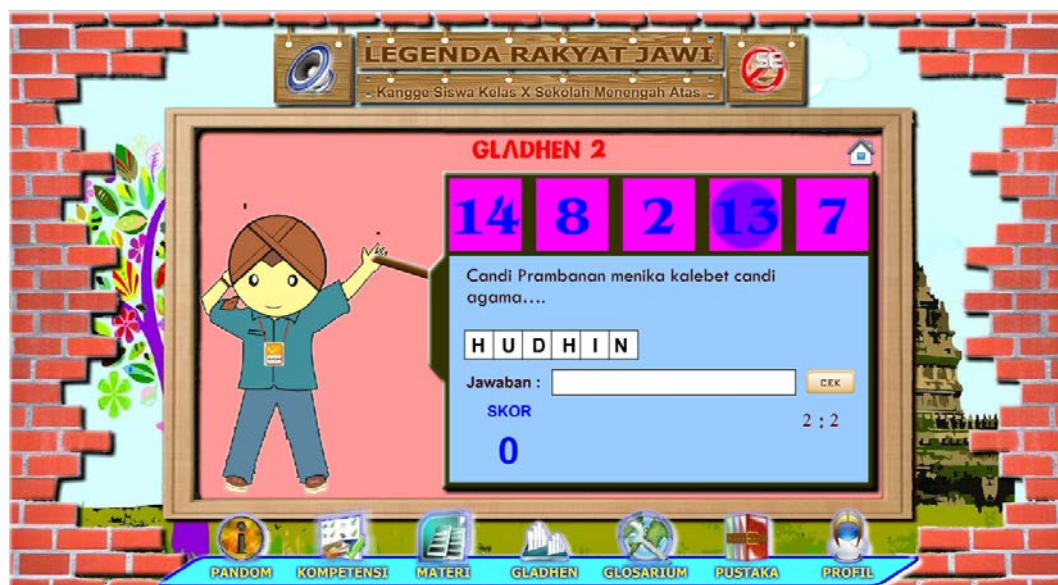 LEGENDA RAKYAT JAWI
Kangge Siswa Kelas X Sekolah Menengah Atas
SE
GLADHEN 2
14 8 2 13 7
Candi Prambanan menika kalebet candi
agama....
H U D H I N
Jawaban :
CEK
SKOR
2 : 2
0
PANDOM KOMPETENSI MATERI GLADHEN GLOSARIUM PUSTAKA PROFIL